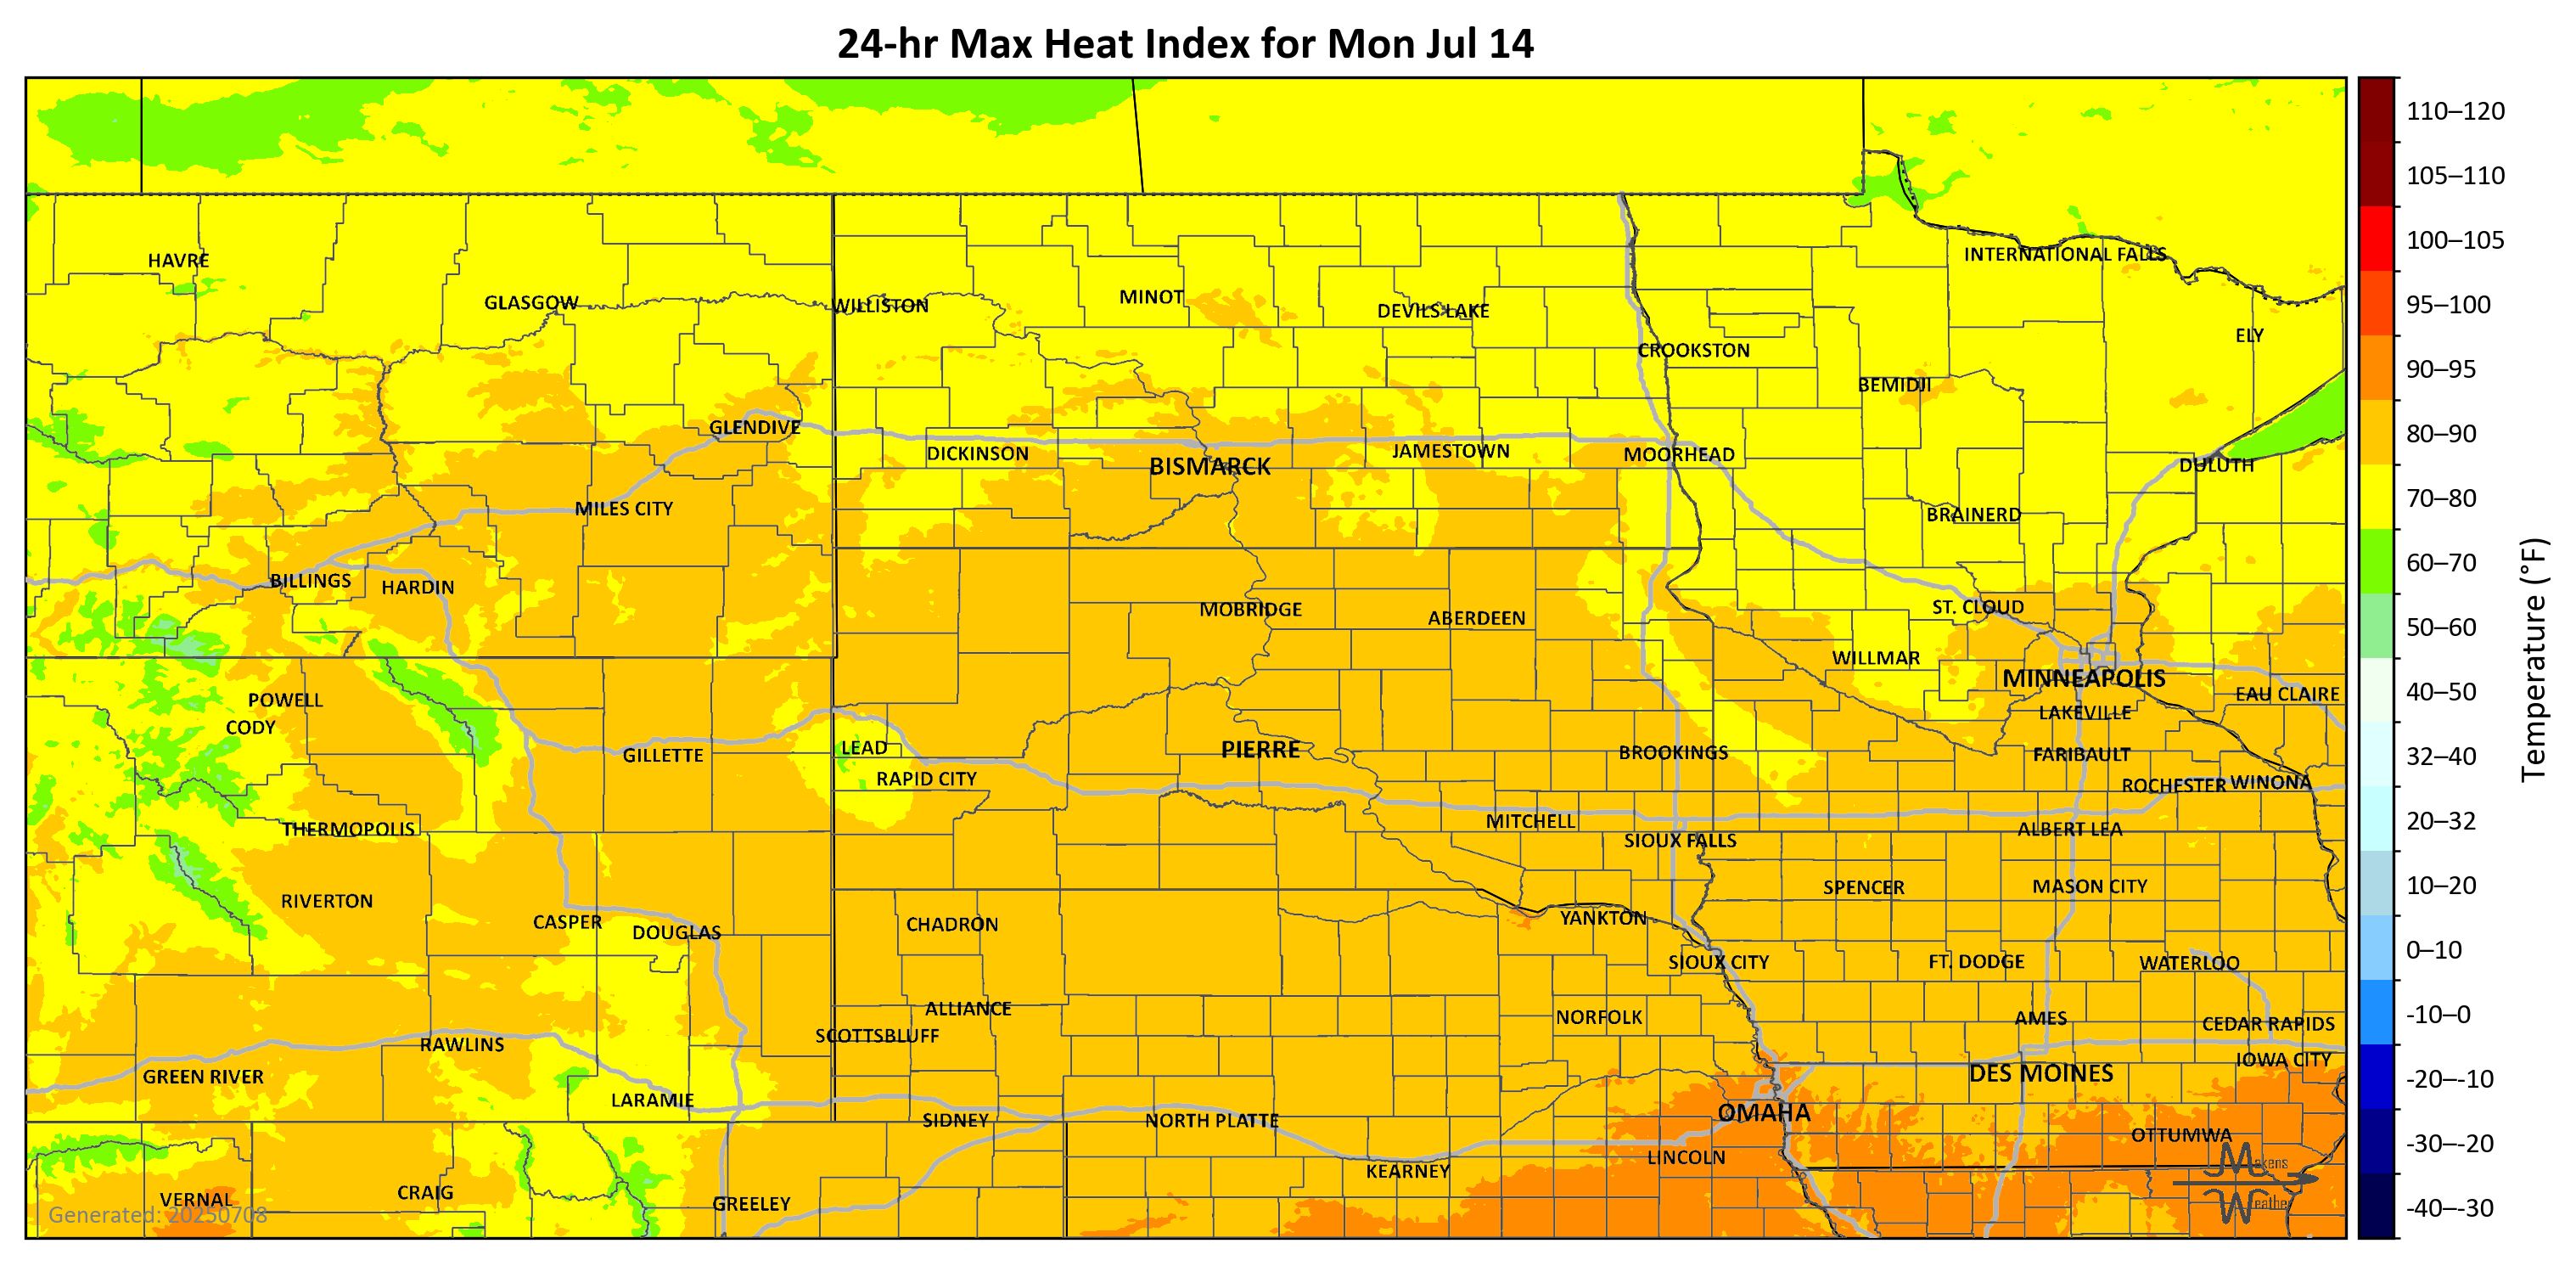 24-hr Max Heat Index for Mon Jul 14
HAVRE
GLASGOW
WILLISTON
MINOT
DEVILS LAKE
INTERNATIONAL FALLS
CROOKSTON
ELY
BEMIDJI
GLENDIVE
DICKINSON
BISMARCK
JAMESTOWN
MOORHEAD
DULUTH
MILES CITY
BRAINERD
BILLINGS
HARDIN
MOBRIDGE
ABERDEEN
ST. CLOUD
WILLMAR
MINNEAPOLIS
EAU CLAIRE
POWELL
CODY
LAKEVILLE
GILLETTE
LEAD
PIERRE
BROOKINGS
FARIBAULT
RAPID CITY
ROCHESTER
WINONA
THERMOPOLIS
MITCHELL
SIOUX FALLS
ALBERT LEA
SPENCER
MASON CITY
RIVERTON
CASPER
DOUGLAS
CHADRON
YANKTON
SIOUX CITY
FT. DODGE
WATERLOO
ALLIANCE
NORFOLK
AMES
CEDAR RAPIDS
SCOTTSBLUFF
RAWLINS
IOWA CITY
GREEN RIVER
DES MOINES
LARAMIE
SIDNEY
NORTH PLATTE
OMAHA
OTTUMWA
LINCOLN
KEARNEY
VERNAL
CRAIG
GREELEY
Generated: 20250708
Makens
Weather
110–120
105–110
100–105
95–100
90–95
80–90
70–80
60–70
50–60
40–50
32–40
20–32
10–20
0–10
-10–0
-20–-10
-30–-20
-40–-30
Temperature (°F)